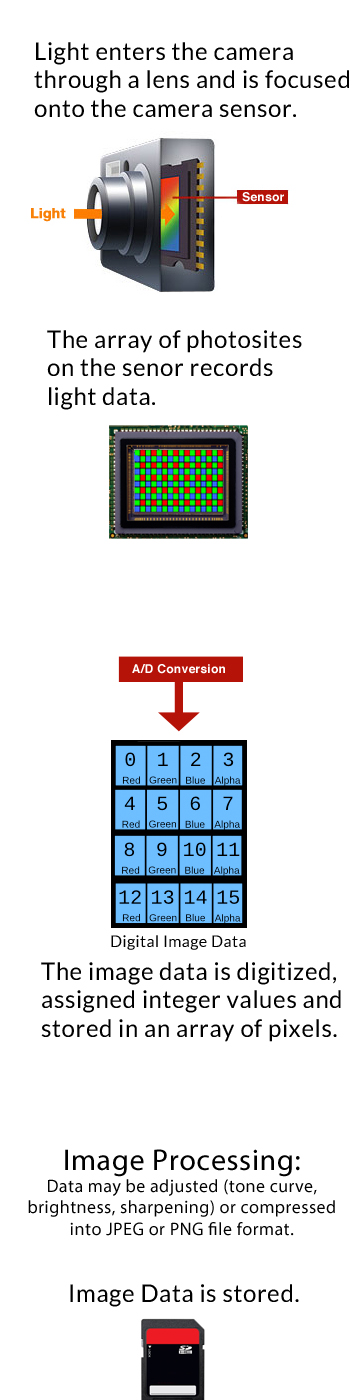 Light enters the camera
through a lens and is focused
onto the camera sensor.
Light
Sensor
The array of photosites
on the senor records
light data.
A/D Conversion
0 1 2 3
Red Green Blue Alpha
4 5 6 7
Red Green Blue Alpha
8 9 10 11
Red Green Blue Alpha
12 13 14 15
Red Green Blue Alpha
Digital Image Data
The image data is digitized,
assigned integer values and
stored in an array of pixels.
Image Processing:
Data may be adjusted (tone curve,
brightness, sharpening) or compressed
into JPEG or PNG file format.
Image Data is stored.